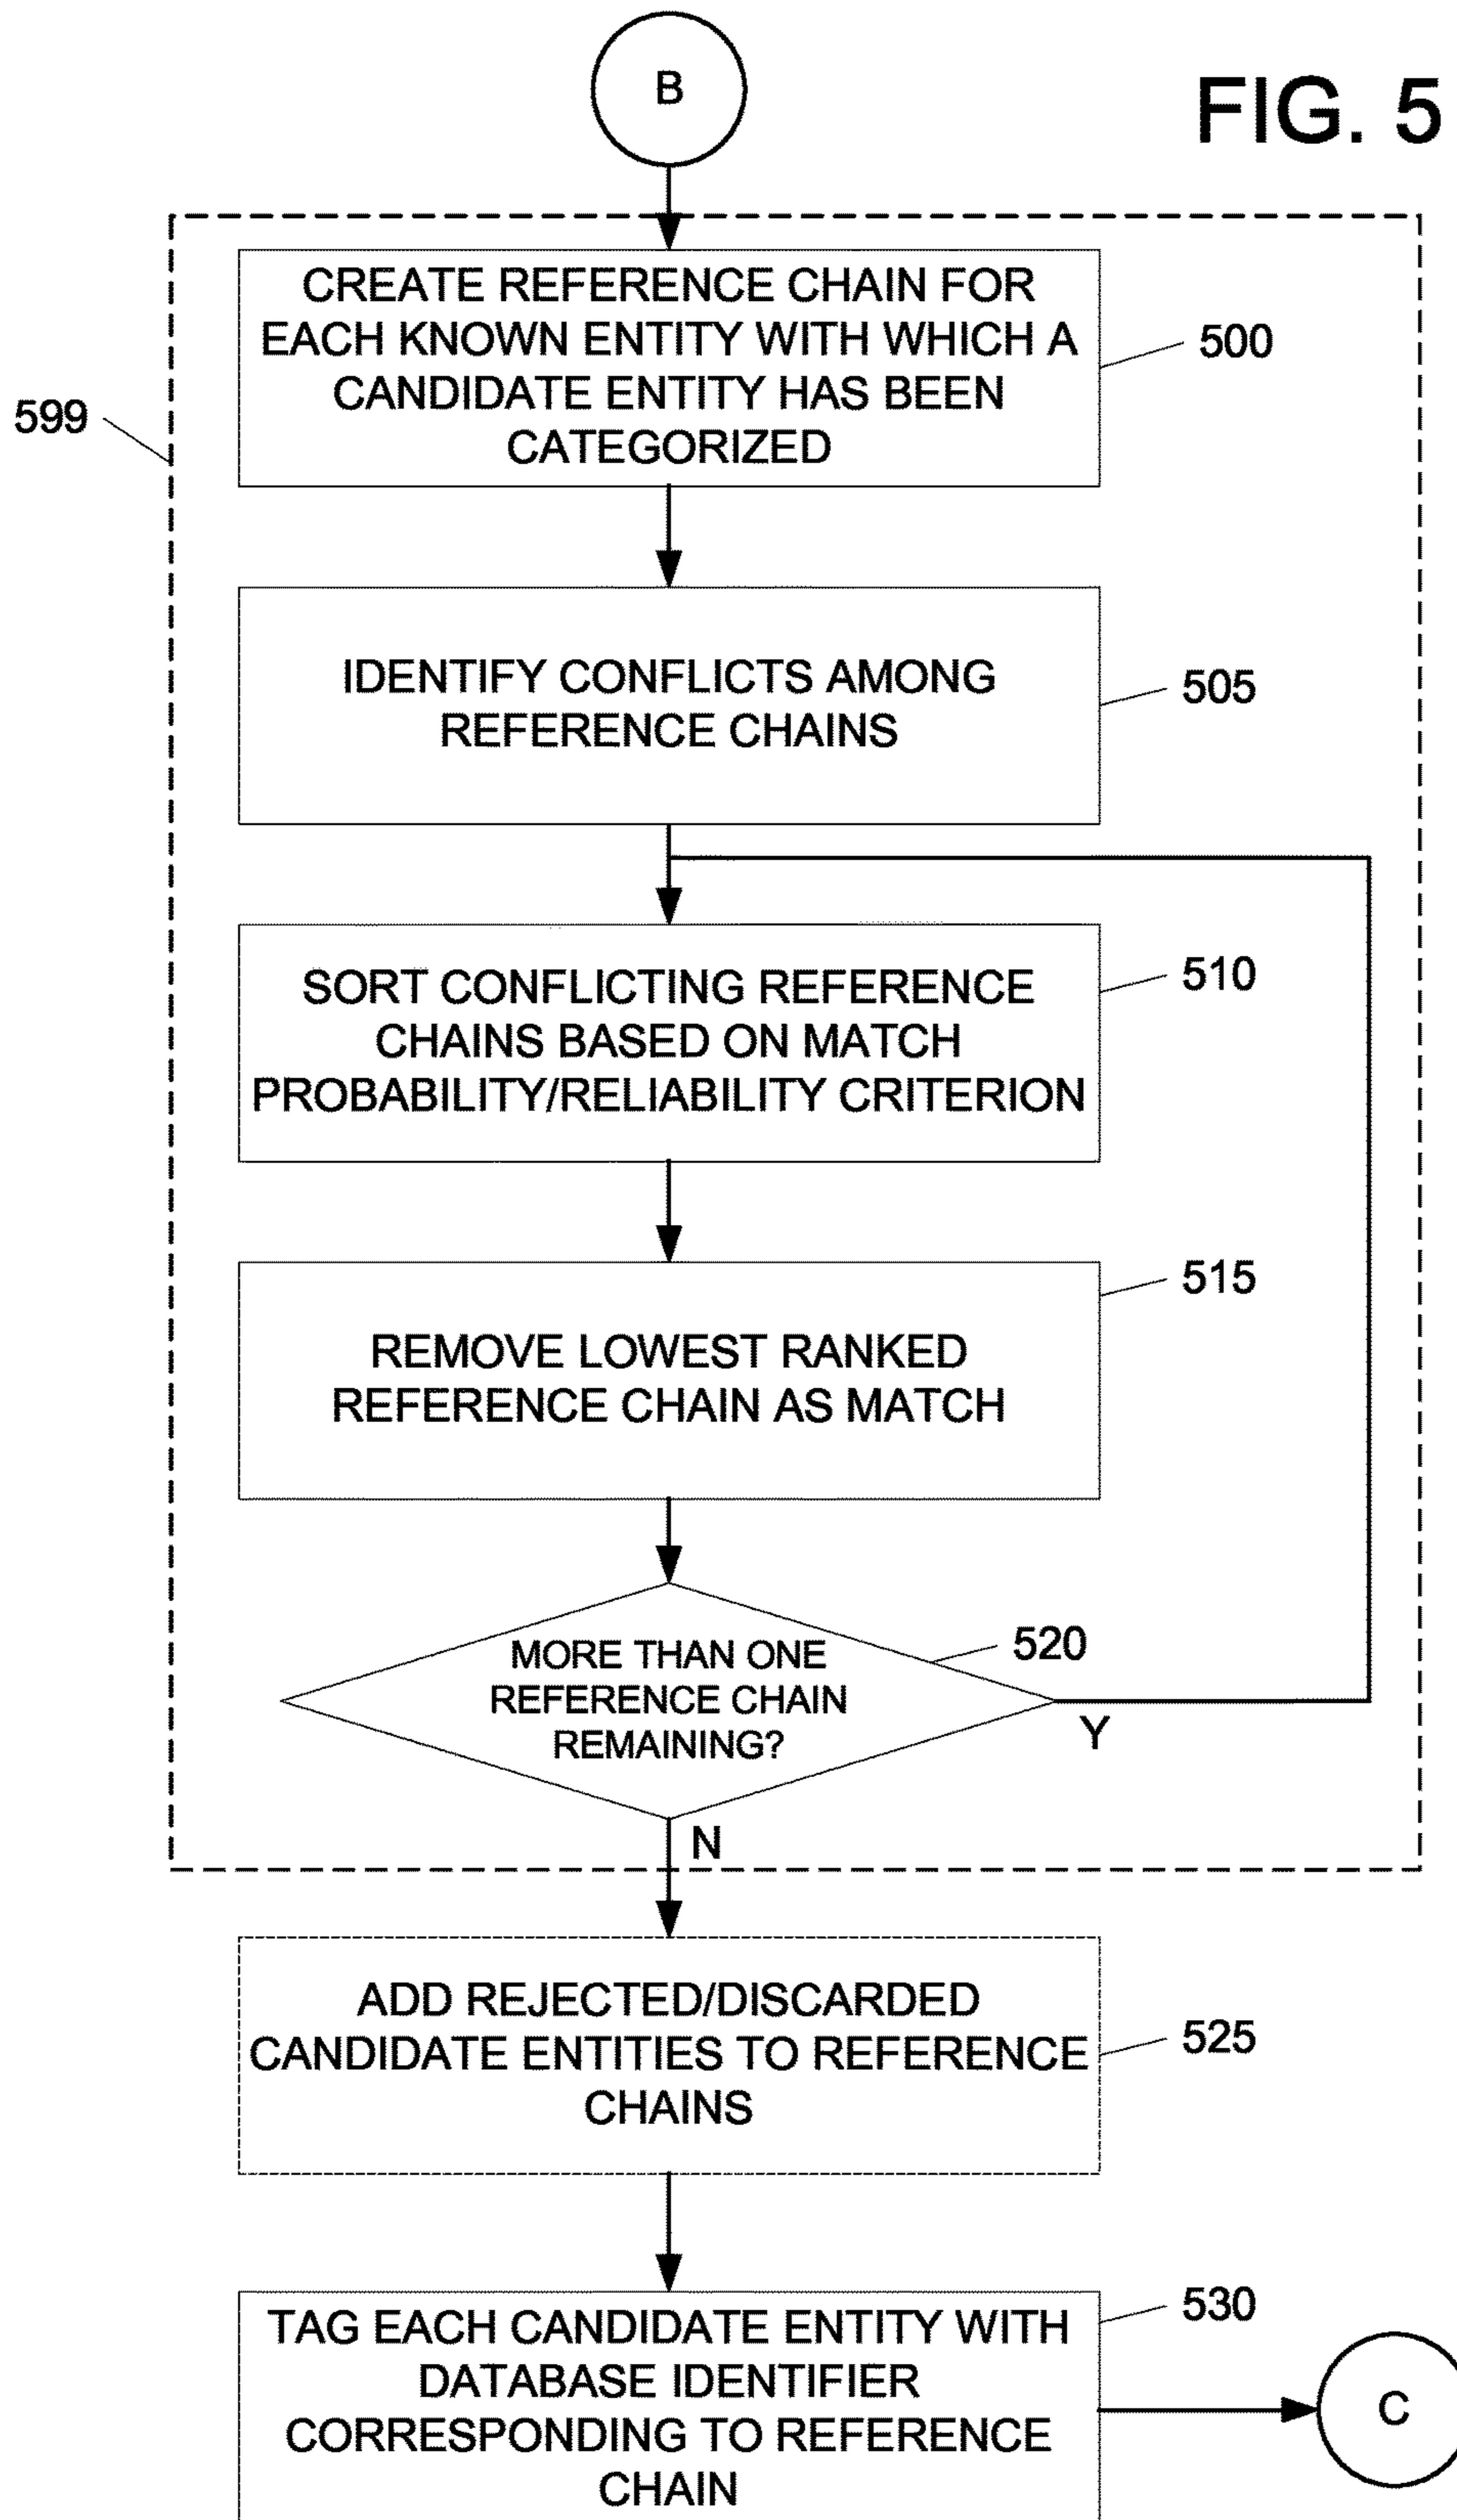 B
FIG. 5
CREATE REFERENCE CHAIN FOR
EACH KNOWN ENTITY WITH WHICH A
CANDIDATE ENTITY HAS BEEN
CATEGORIZED
500
599
IDENTIFY CONFLICTS AMONG
REFERENCE CHAINS
505
SORT CONFLICTING REFERENCE
CHAINS BASED ON MATCH
PROBABILITY/RELIABILITY CRITERION
510
REMOVE LOWEST RANKED
REFERENCE CHAIN AS MATCH
515
MORE THAN ONE
REFERENCE CHAIN
REMAINING?
520
Y
N
ADD REJECTED/DISCARDED
CANDIDATE ENTITIES TO REFERENCE
CHAINS
525
TAG EACH CANDIDATE ENTITY WITH
DATABASE IDENTIFIER
CORRESPONDING TO REFERENCE
CHAIN
530
C